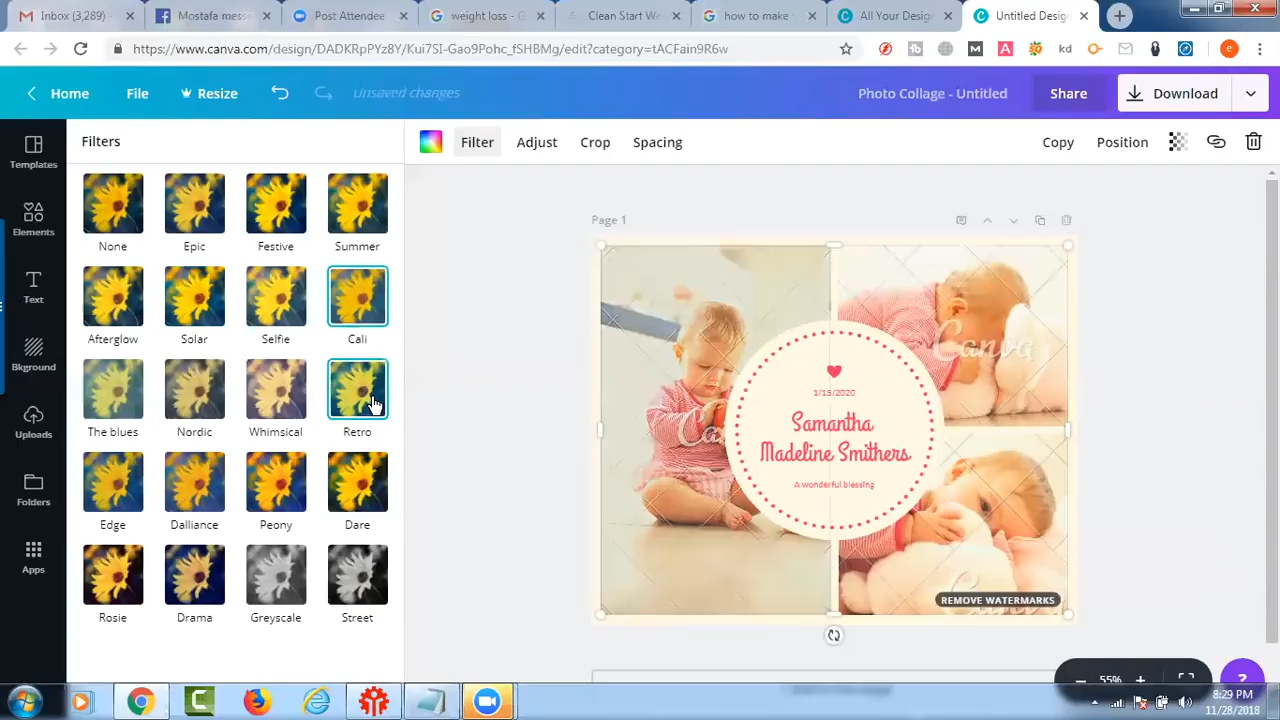 Inbox (3,289) -
Mostafa mess
Post Attendee
weight loss - G
Clean Start We
how to make
All Your Desig
Untitled Desig
https://www.canva.com/design/DADKRpPYz8Y/Kui7SI-Gao9Pohc_fSHBMg/edit?category=tACFain9R6w
kd
e
Home
File
Resize
Unsaved changes
Photo Collage - Untitled
Share
Download
Templates
Elements
Text
Bkground
Uploads
Folders
Apps
Filters
None
Epic
Festive
Summer
Afterglow
Solar
Selfie
Cali
The blues
Nordic
Whimsical
Retro
Edge
Dalliance
Peony
Dare
Rosie
Drama
Greyscale
Street
Filter
Adjust
Crop
Spacing
Copy
Position
Page 1
Canva
1/15/2020
Samantha
Madeline Smithers
A wonderful blessing
REMOVE WATERMARKS
55%
?
8:29 PM
11/28/2018